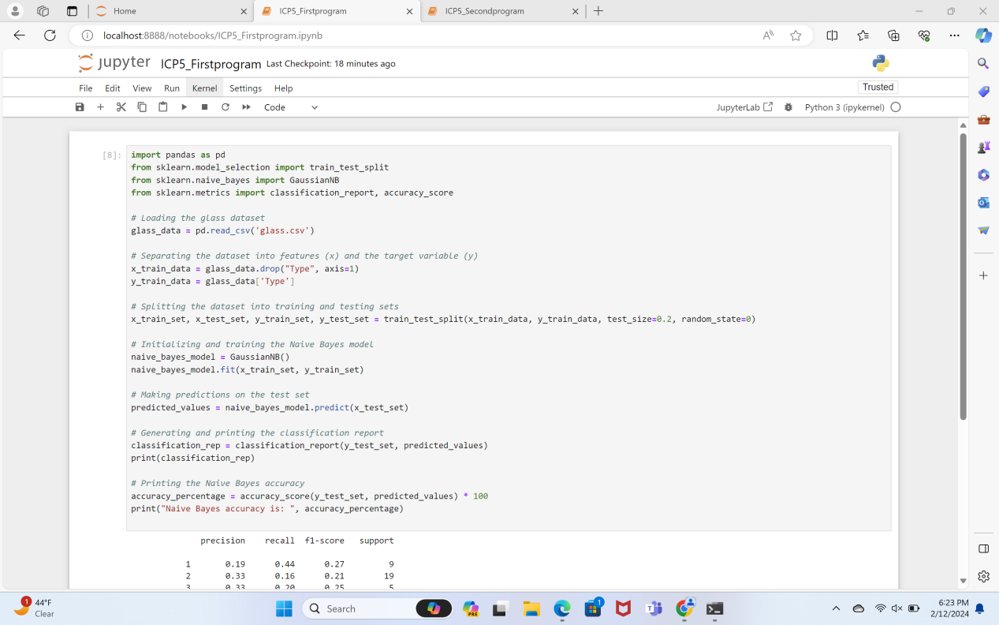 Home
ICP5_Firstprogram
ICP5_Secondprogram
localhost:8888/notebooks/ICP5_Firstprogram.ipynb
jupyter ICP5_Firstprogram Last Checkpoint: 18 minutes ago
File Edit View Run Kernel Settings Help
Trusted
Code
JupyterLab
Python 3 (ipykernel)
[8]:
import pandas as pd
from sklearn.model_selection import train_test_split
from sklearn.naive_bayes import GaussianNB
from sklearn.metrics import classification_report, accuracy_score
# Loading the glass dataset
glass_data = pd.read_csv('glass.csv')
# Separating the dataset into features (x) and the target variable (y)
x_train_data = glass_data.drop("Type", axis=1)
y_train_data = glass_data['Type']
# Splitting the dataset into training and testing sets
x_train_set, x_test_set, y_train_set, y_test_set = train_test_split(x_train_data, y_train_data, test_size=0.2, random_state=0)
# Initializing and training the Naive Bayes model
naive_bayes_model = GaussianNB()
naive_bayes_model.fit(x_train_set, y_train_set)
# Making predictions on the test set
predicted_values = naive_bayes_model.predict(x_test_set)
# Generating and printing the classification report
classification_rep = classification_report(y_test_set, predicted_values)
print(classification_rep)
# Printing the Naive Bayes accuracy
accuracy_percentage = accuracy_score(y_test_set, predicted_values) * 100
print("Naive Bayes accuracy is: ", accuracy_percentage)
precision recall f1-score support
1 0.19 0.44 0.27 9
2 0.33 0.16 0.21 19
3 0.33 0.20 0.25 5
1
44°F
Clear
Search
PRE
1
6:23 PM
2/12/2024